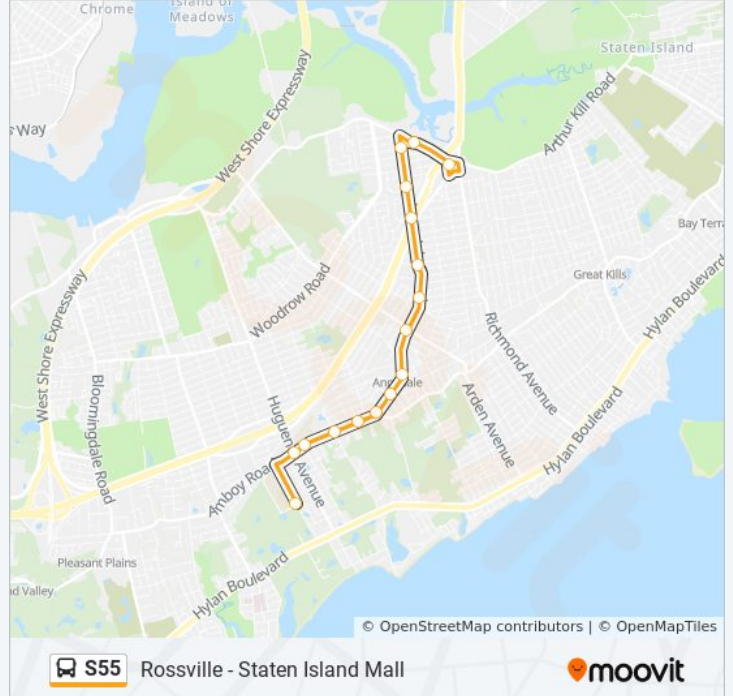 Chrome
Island of
Meadows
Staten Island
Way
West Shore Expressway
Arthur Kill Road
Bay Terra
Great Kills
Hylan Boulevard
Woodrow Road
West Shore Expressway
Richmond Avenue
Annadale
Bloomingdale Road
Huguenot Avenue
Arden Avenue
Hylan Boulevard
Amboy Road
Pleasant Plains
d Valley
Hylan Boulevard
© OpenStreetMap contributors | © OpenMapTiles
S55 Rossville - Staten Island Mall
moovit